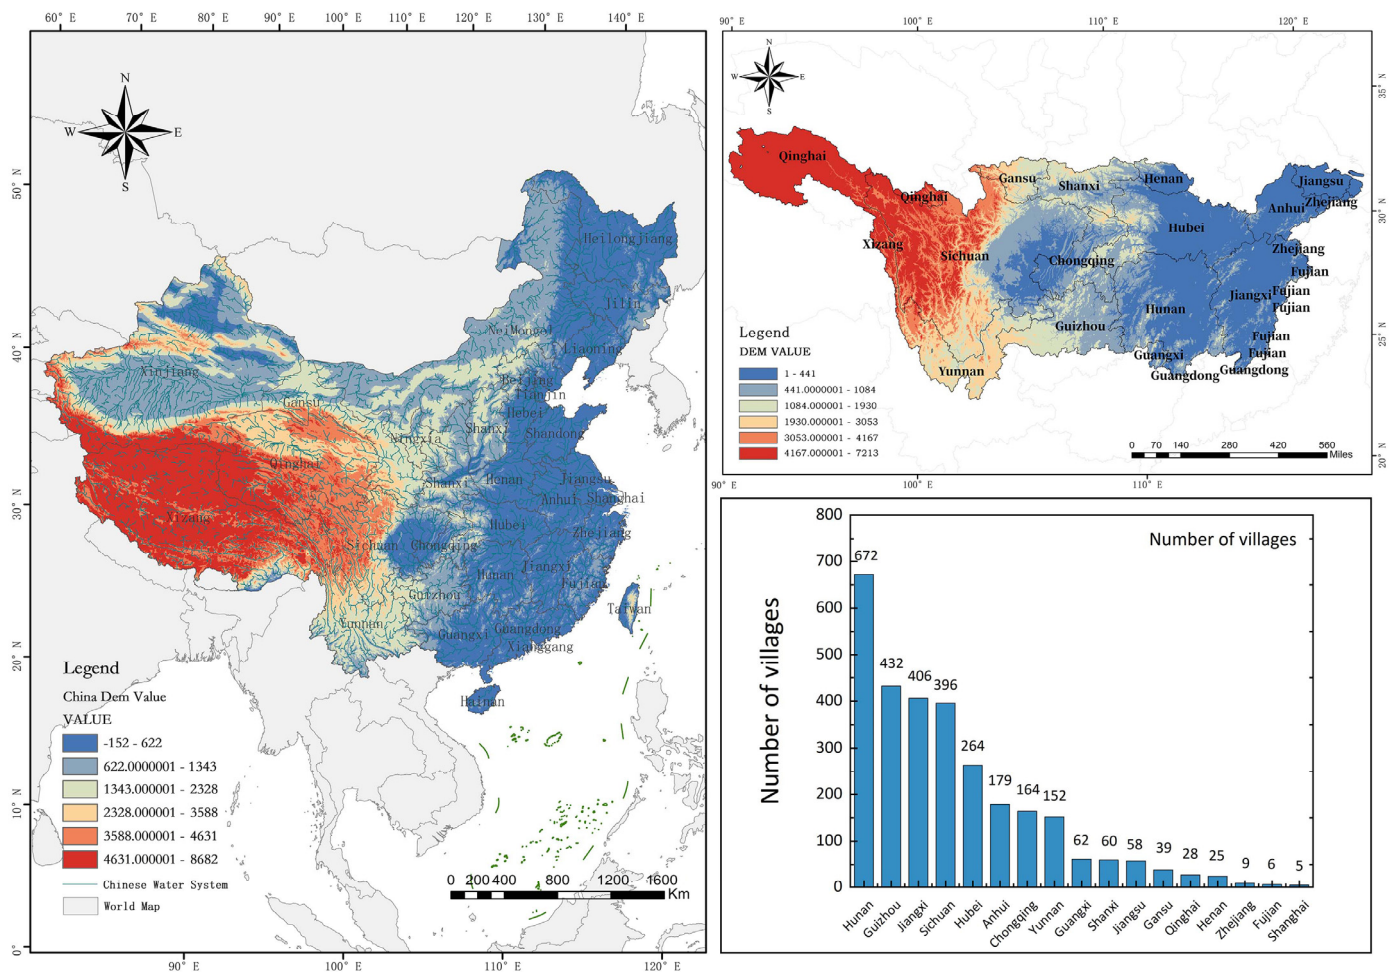 60° E 70° E 80° E 90° E 100° E 110° E 120° E 130° E 140° E
N
W E
S
50° N
40° N
30° N
20° N
10° N
0°
Heilongjiang
Jilin
NeiMongol
Liaoning
Xinjiang
Beijing
Tianjin
Gansu
Hebei
Shanxi
Ningxia
Shandong
Qinghai
Shanxi
Henan
Jiangsu
Anhui
Shanghai
Xizang
Hubei
Zhejiang
Sichuan
Chongqing
Jiangxi
Hunan
Fujian
Guizhou
Taiwan
Yunnan
Guangxi
Guangdong
Xianggang
Hainan
Legend
China Dem Value
VALUE
-152 - 622
622.0000001 - 1343
1343.000001 - 2328
2328.000001 - 3588
3588.000001 - 4631
4631.000001 - 8682
Chinese Water System
World Map
0 200 400 800 1200 1600
Km
90° E 100° E 110° E 120° E
90° E 100° E 110° E 120° E
N
W E
S
35° N
30° N
25° N
20° N
Qinghai
Gansu
Shanxi
Henan
Jiangsu
Qinghai
Zhejiang
Anhui
Hubei
Xizang
Sichuan
Chongqing
Zhejiang
Fujian
Jiangxi
Fujian
Hunan
Fujian
Guizhou
Fujian
Guangxi
Fujian
Yunnan
Guangdong
Guangdong
Legend
DEM VALUE
1 - 441
441.0000001 - 1084
1084.000001 - 1930
1930.000001 - 3053
3053.000001 - 4167
4167.000001 - 7213
0 70 140 280 420 560
Miles
90° E 100° E 110° E 120° E
Number of villages
Number of villages
800
700
600
500
400
300
200
100
0
672
432
406
396
264
179
164
152
62
60
58
39
28
25
9
6
5
Hunan
Guizhou
Jiangxi
Sichuan
Hubei
Anhui
Chongqing
Yunnan
Guangxi
Shanxi
Jiangsu
Gansu
Qinghai
Henan
Zhejiang
Fujian
Shanghai